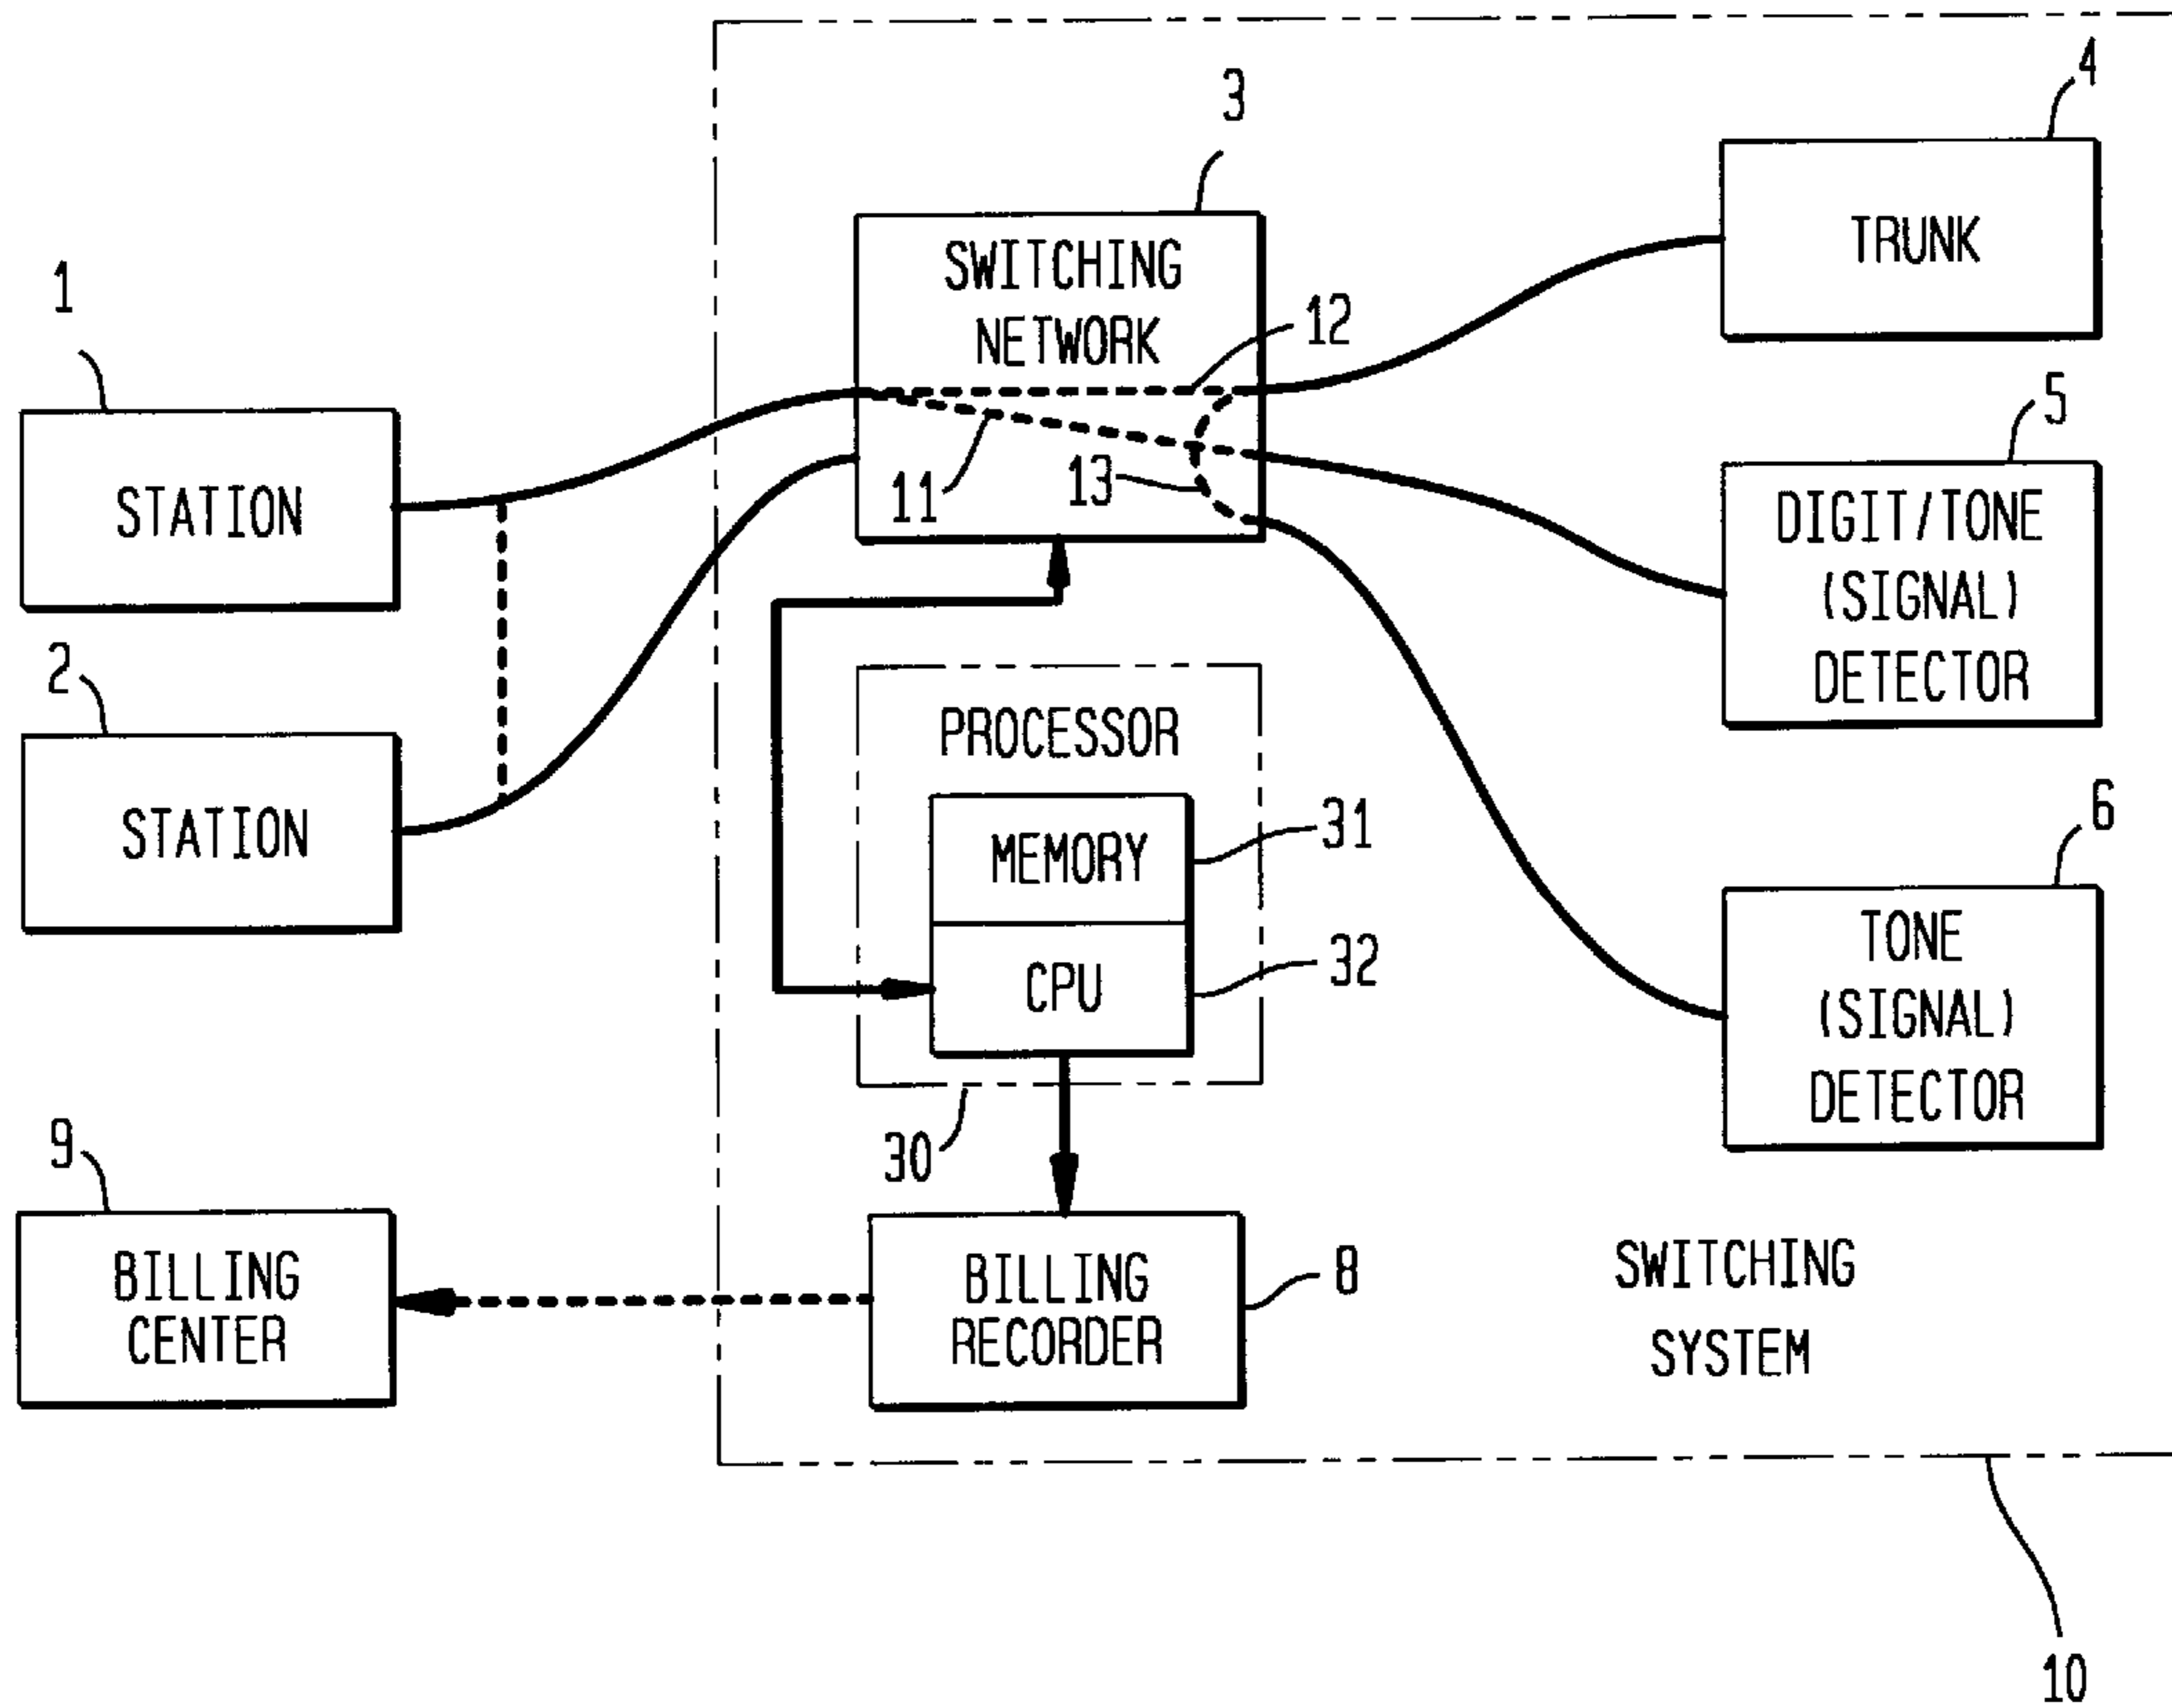 4
3
TRUNK
SWITCHING
NETWORK
1
12
5
STATION
11
13
DIGIT/TONE
(SIGNAL)
DETECTOR
2
PROCESSOR
STATION
MEMORY
31
6
CPU
32
TONE
(SIGNAL)
DETECTOR
30
9
BILLING
CENTER
BILLING
RECORDER
8
SWITCHING
SYSTEM
10